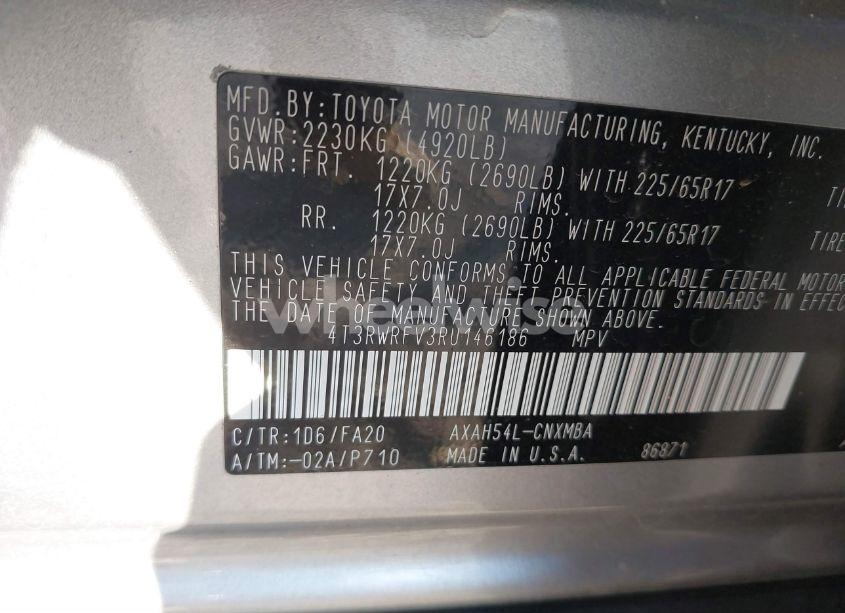 MFD.BY:TOYOTA MOTOR MANUFACTURING, KENTUCKY, INC.
GVWR:2230KG (4920LB)
GAWR:FRT. 1220KG (2690LB) WITH 225/65R17
17X7.0J RIMS.
RR. 1220KG (2690LB) WITH 225/65R17 TIRE
17X7.0J RIMS.
THIS VEHICLE CONFORMS TO ALL APPLICABLE FEDERAL MOTOR
VEHICLE SAFETY AND THEFT PREVENTION STANDARDS IN EFFEC
THE DATE OF MANUFACTURE SHOWN ABOVE.
wheelwise
4T3RWRFV3RU146186 MPV
C/TR:1D6/FA20 AXAH54L-CNXMBA
A/TM:-02A/P710 MADE IN U.S.A. 86871